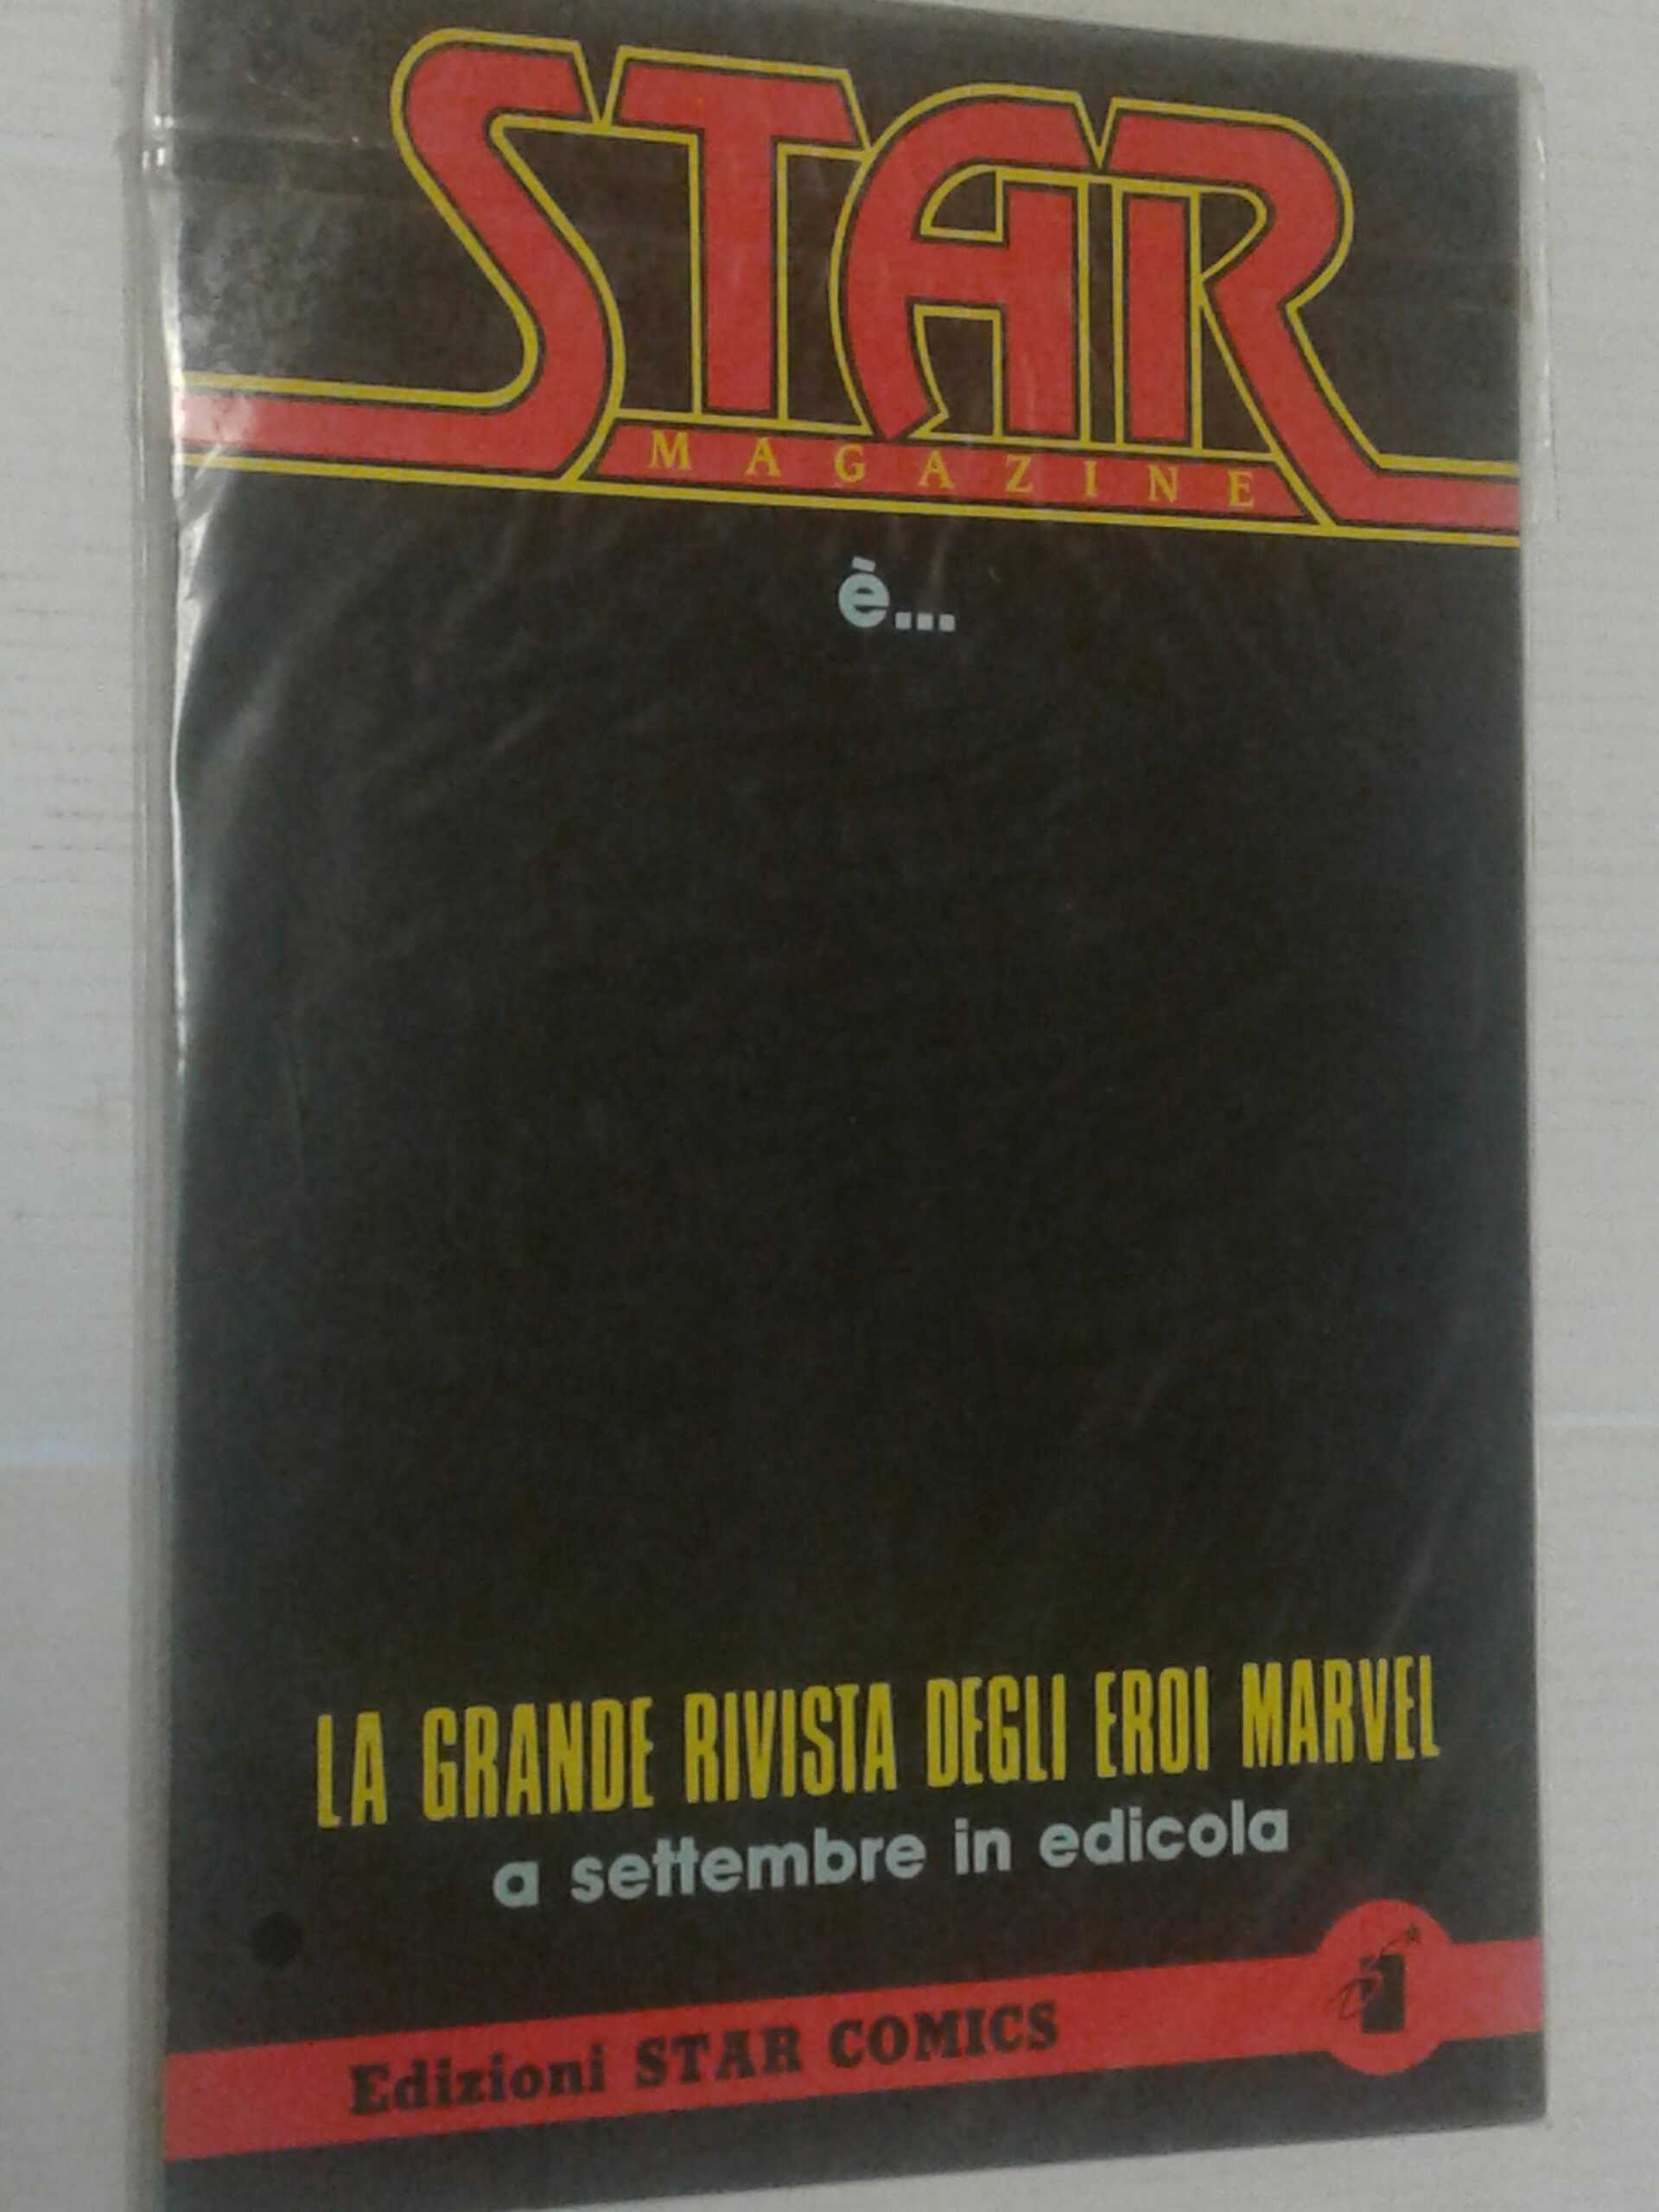 STAR
MAGAZINE
è...
LA GRANDE RIVISTA DEGLI EROI MARVEL
a settembre in edicola
Edizioni STAR COMICS